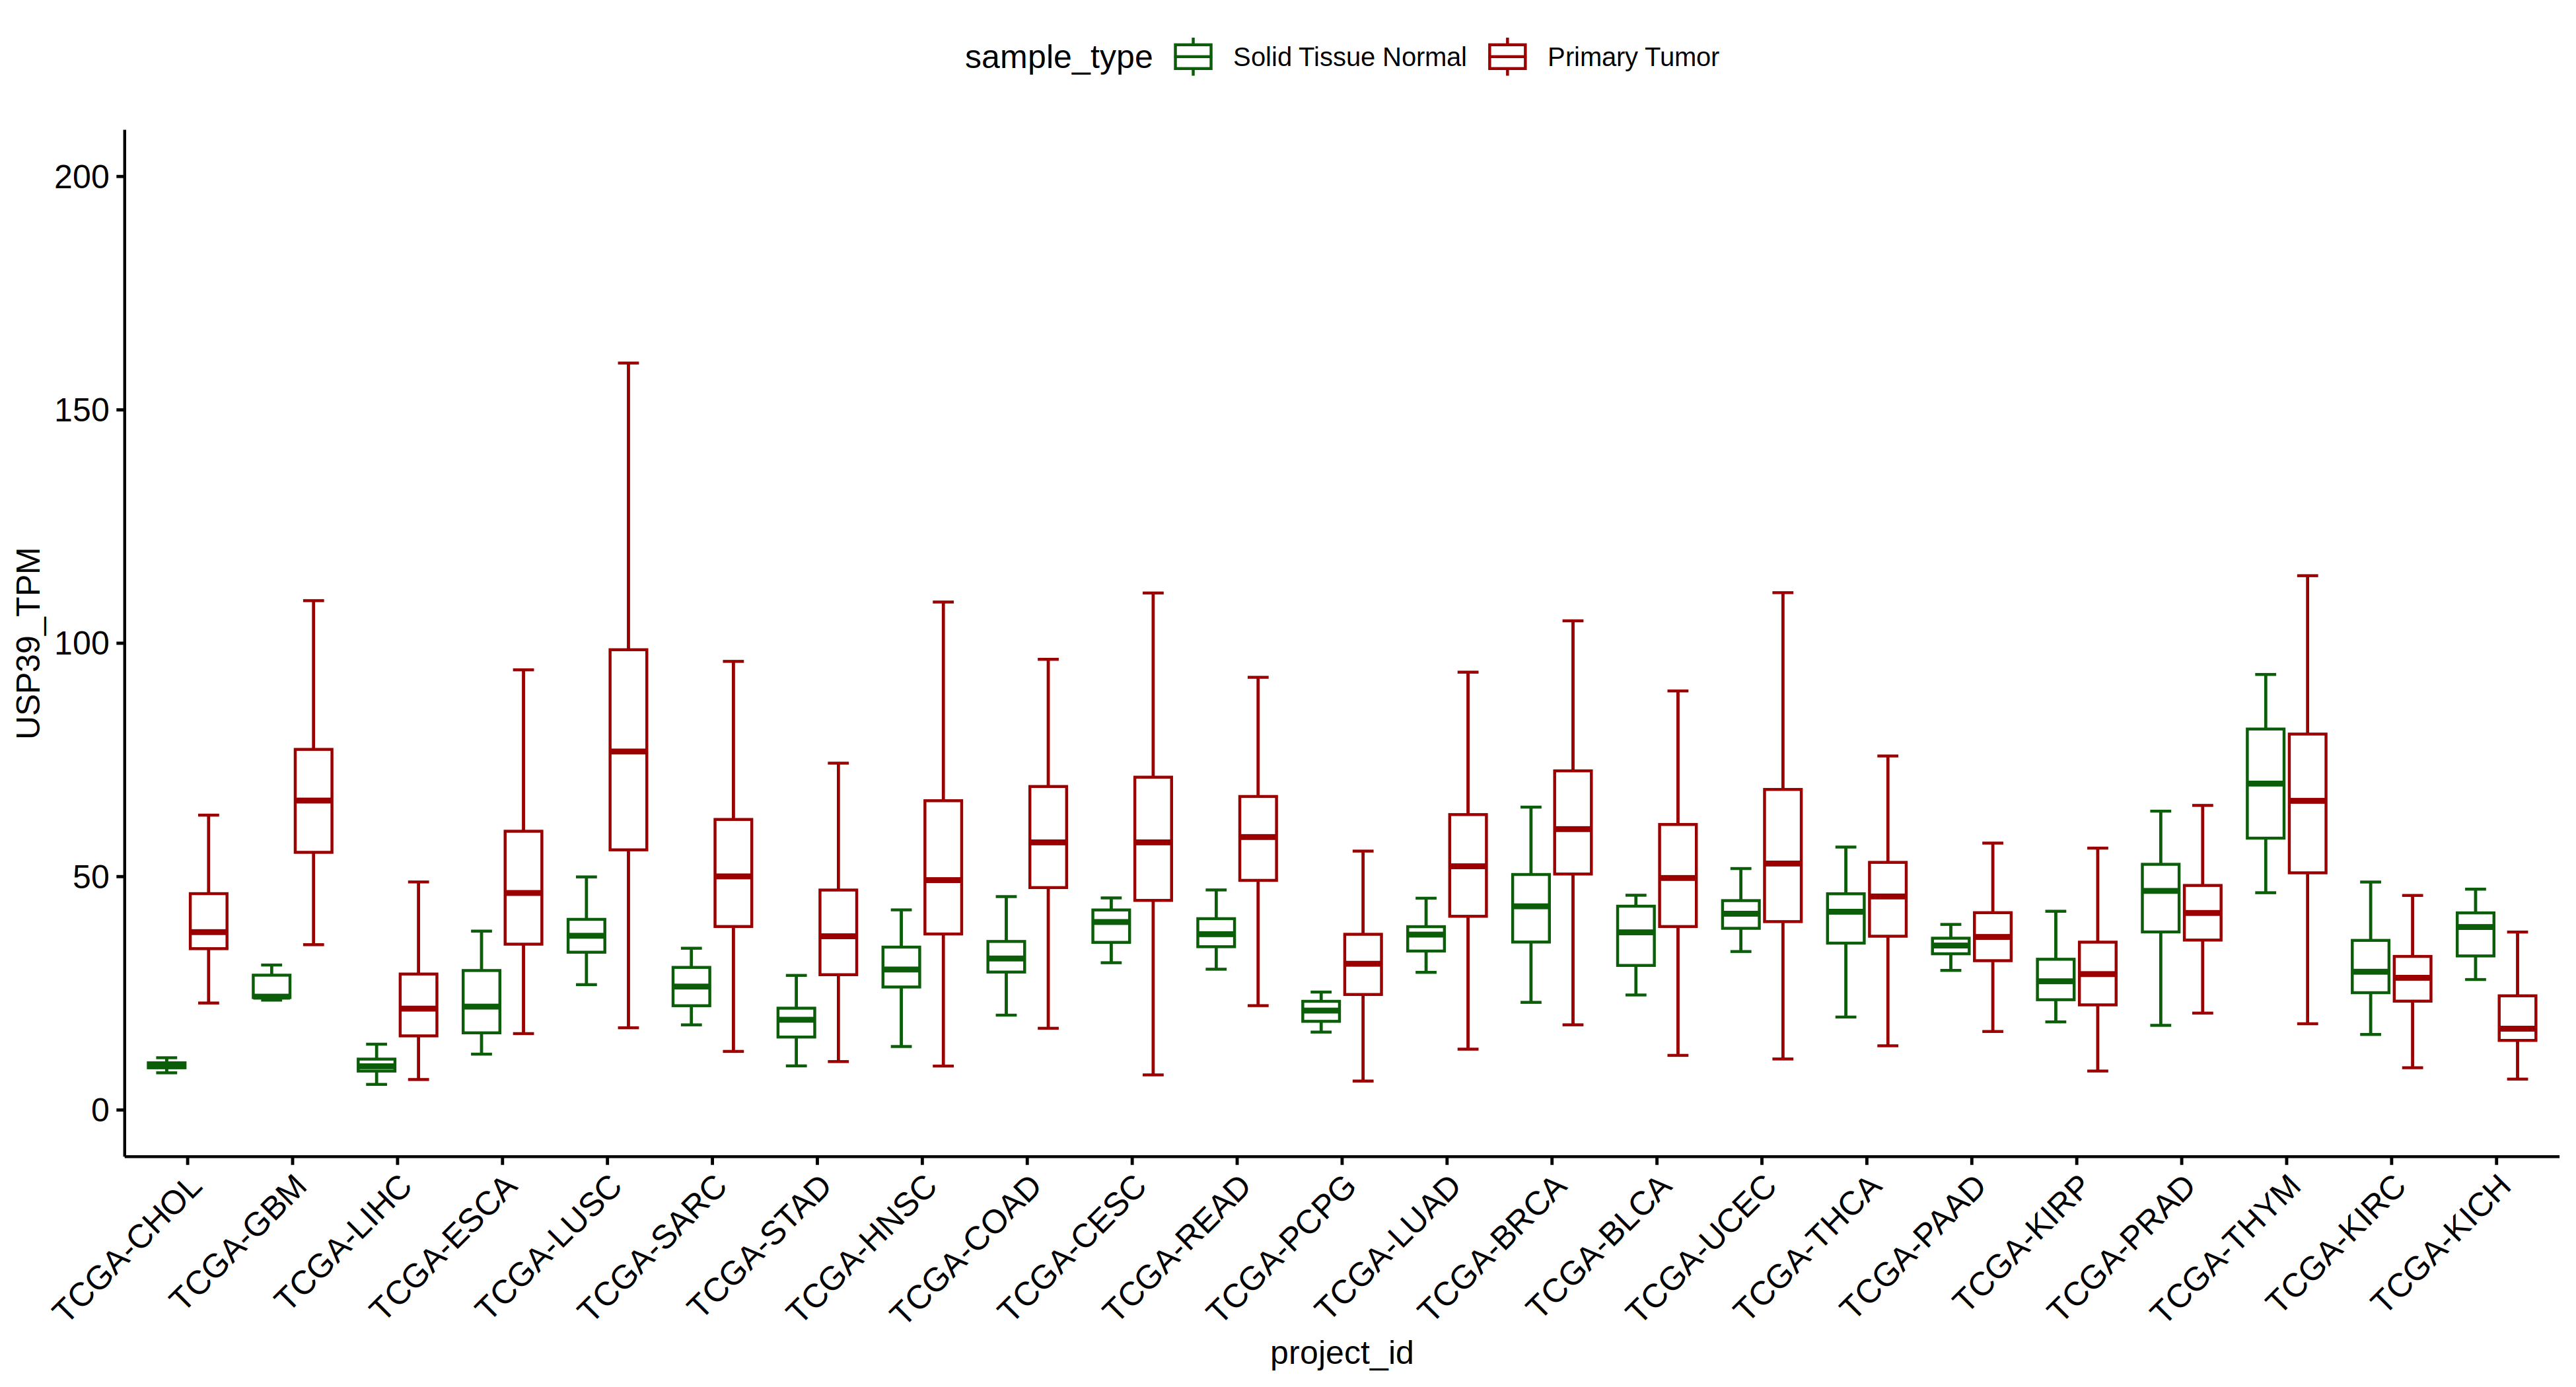 sample_type Solid Tissue Normal Primary Tumor
USP39_TPM
200
150
100
50
0
TCGA-CHOL
TCGA-GBM
TCGA-LIHC
TCGA-ESCA
TCGA-LUSC
TCGA-SARC
TCGA-STAD
TCGA-HNSC
TCGA-COAD
TCGA-CESC
TCGA-READ
TCGA-PCPG
TCGA-LUAD
TCGA-BRCA
TCGA-BLCA
TCGA-UCEC
TCGA-THCA
TCGA-PAAD
TCGA-KIRP
TCGA-PRAD
TCGA-THYM
TCGA-KIRC
TCGA-KICH
project_id